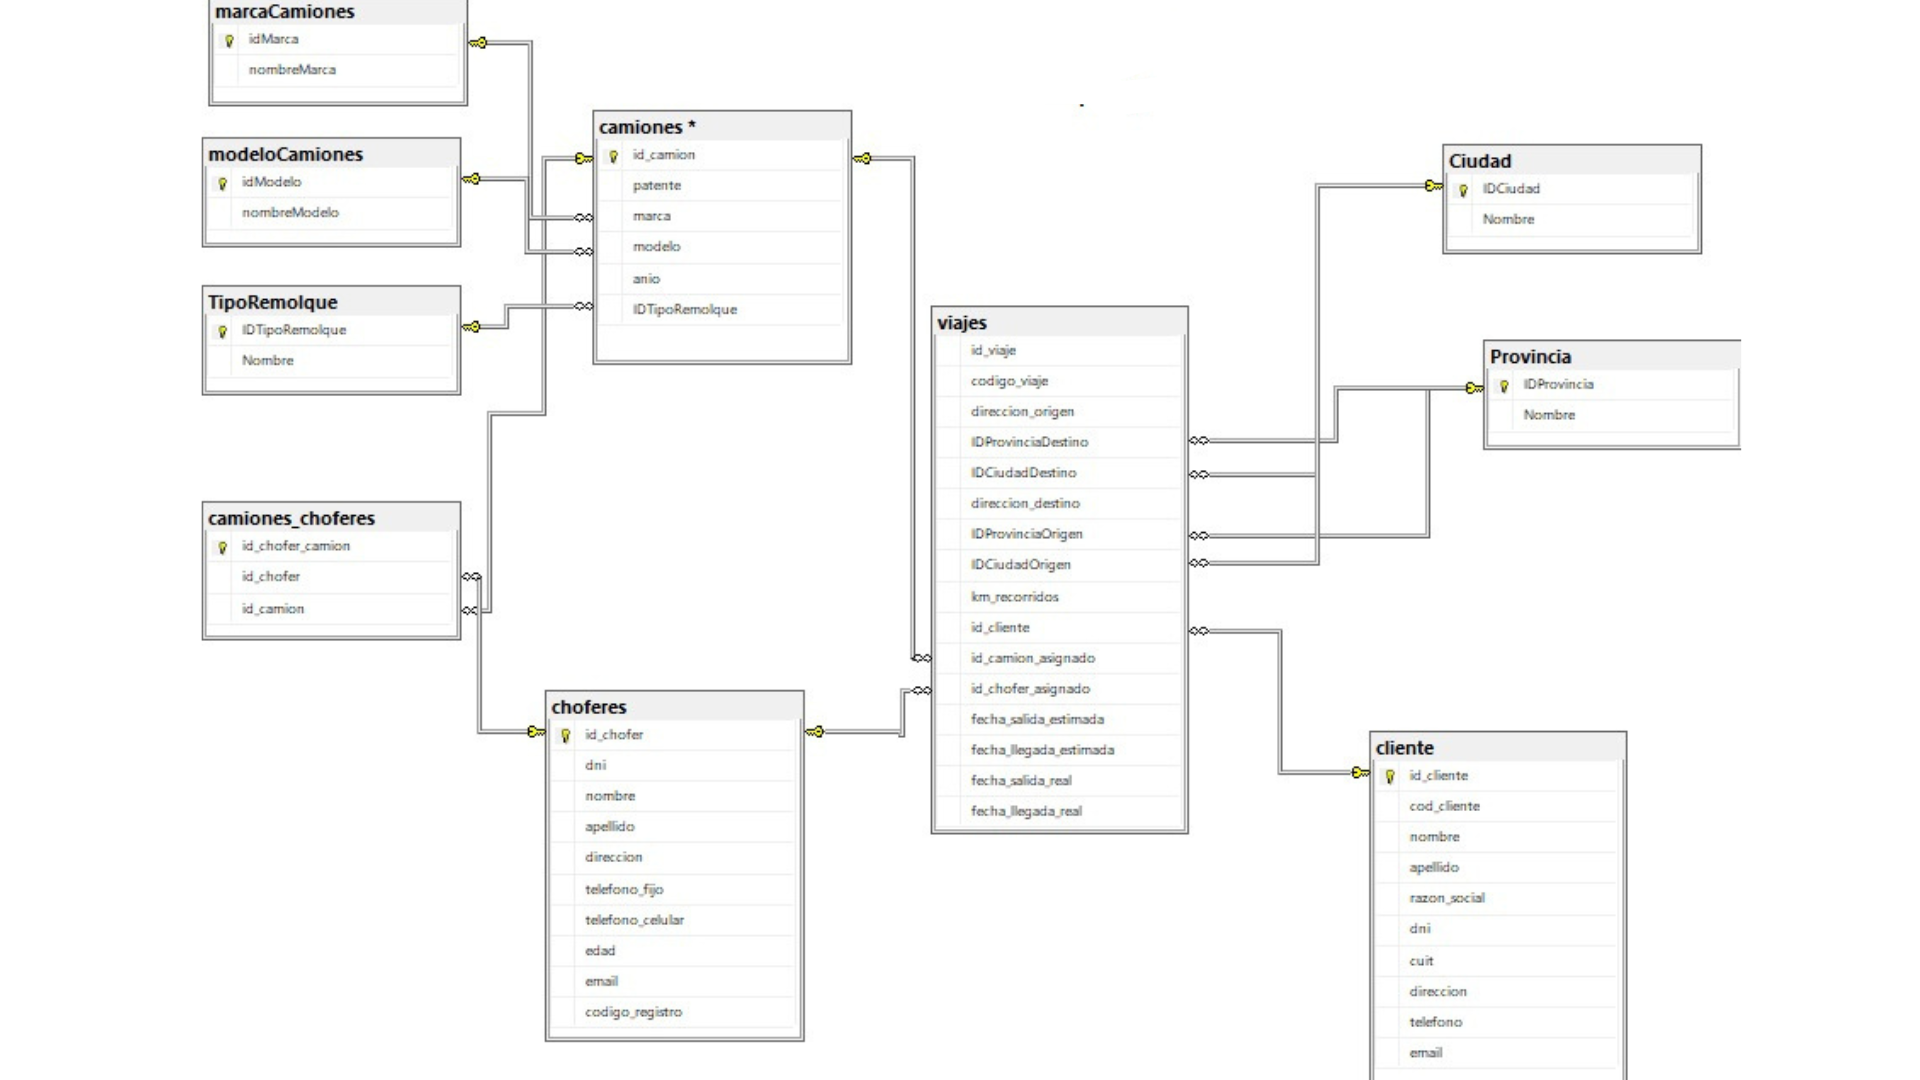 marcaCamiones
idMarca
nombreMarca
modeloCamiones
idModelo
nombreModelo
TipoRemolque
IDTipoRemolque
Nombre
camiones_choferes
id_chofer_camion
id_chofer
id_camion
camiones *
id_camion
patente
marca
modelo
anio
IDTipoRemolque
choferes
id_chofer
dni
nombre
apellido
direccion
telefono_fijo
telefono_celular
edad
email
codigo_registro
viajes
id_viaje
codigo_viaje
direccion_origen
IDProvinciaDestino
IDCiudadDestino
direccion_destino
IDProvinciaOrigen
IDCiudadOrigen
km_recorridos
id_cliente
id_camion_asignado
id_chofer_asignado
fecha_salida_estimada
fecha_llegada_estimada
fecha_salida_real
fecha_llegada_real
Ciudad
IDCiudad
Nombre
Provincia
IDProvincia
Nombre
cliente
id_cliente
cod_cliente
nombre
apellido
razon_social
dni
cuit
direccion
telefono
email